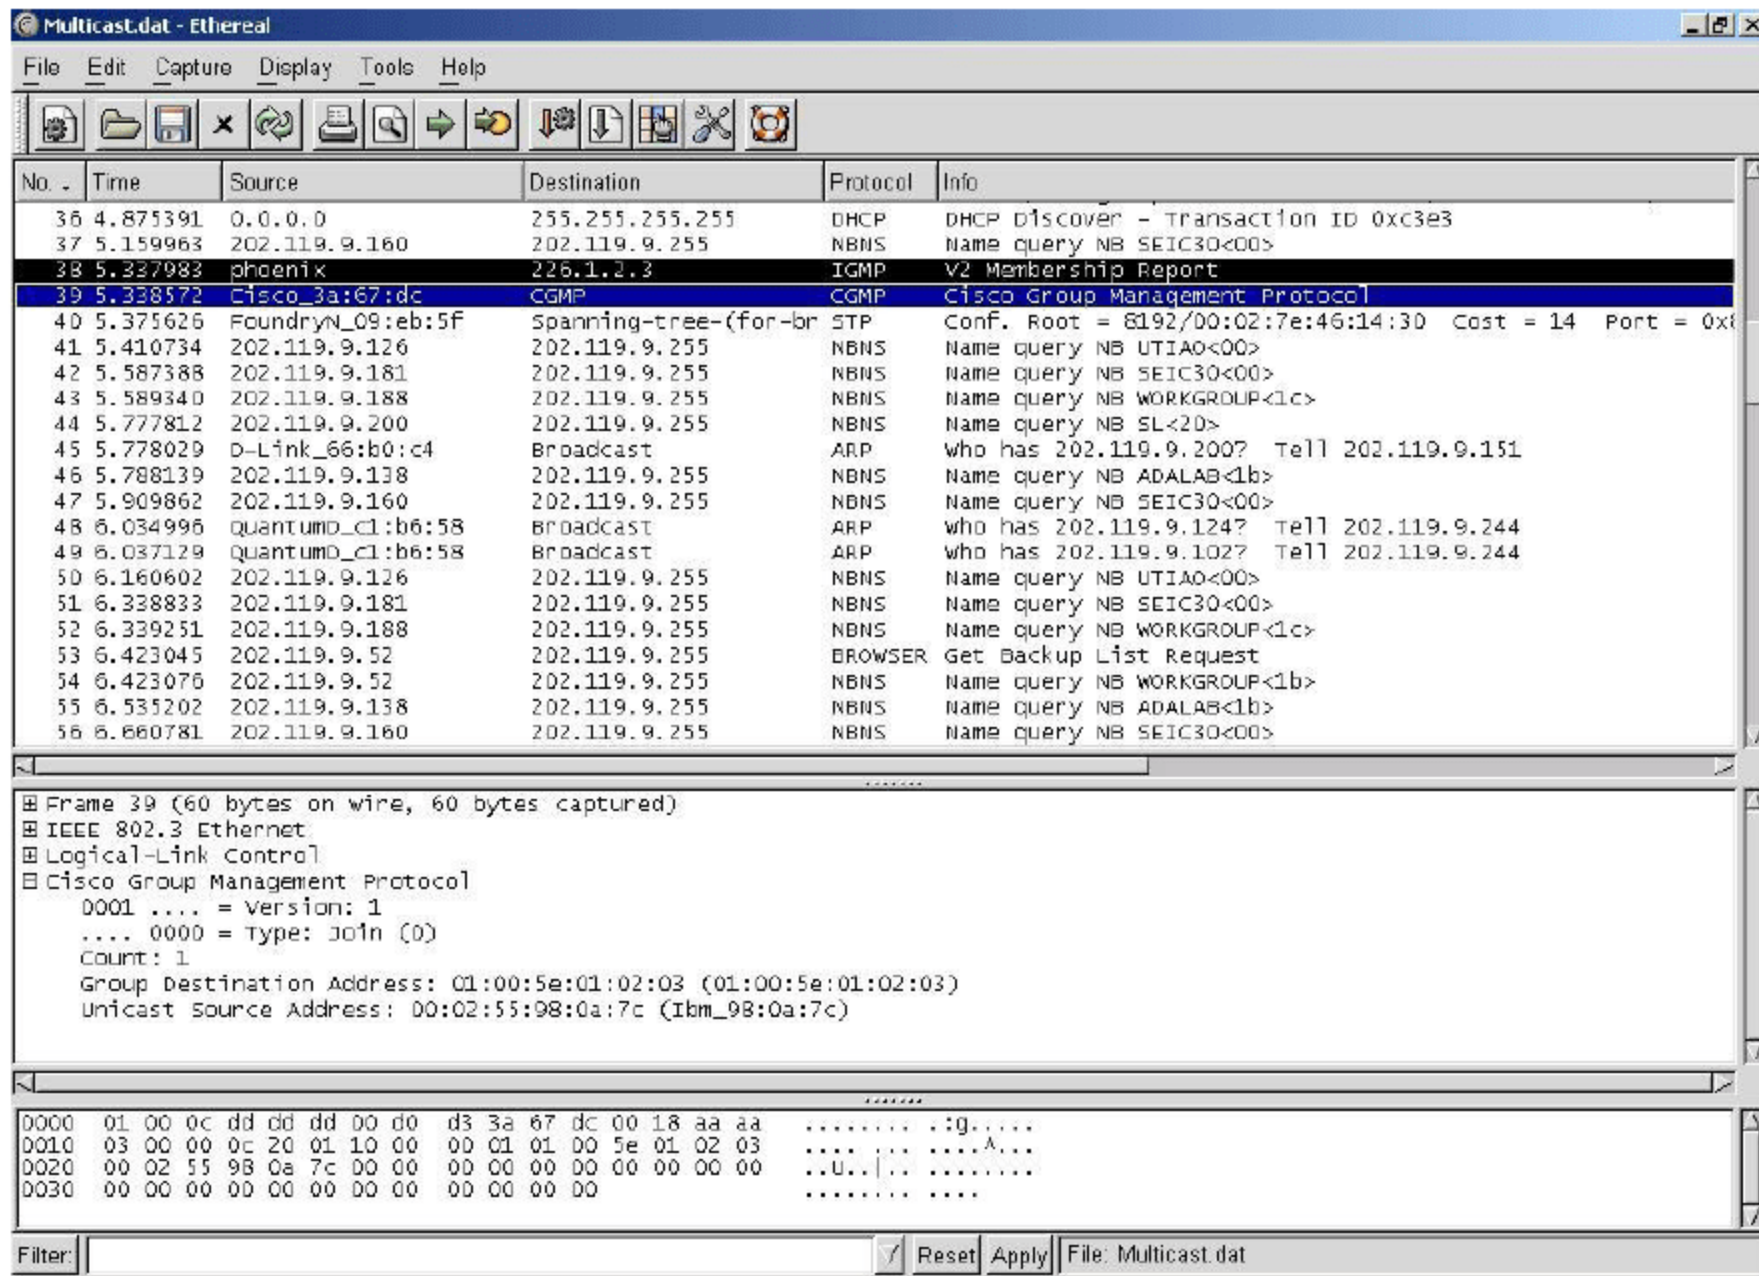 Multicast.dat - Ethereal
File Edit Capture Display Tools Help
No. Time Source Destination Protocol Info
36 4.875391 0.0.0.0 255.255.255.255 DHCP DHCP Discover - Transaction ID 0xc3e3
37 5.159963 202.119.9.160 202.119.9.255 NBNS Name query NB SEIC30<00>
38 5.337983 phoenix 226.1.2.3 IGMP V2 Membership Report
39 5.338572 Cisco_3a:67:dc CGMP CGMP Cisco Group Management Protocol
40 5.375626 FoundryN_09:eb:5f Spanning-tree-(for-br STP Conf. Root = 8192/00:02:7e:46:14:30 Cost = 14 Port = 0x8
41 5.410734 202.119.9.126 202.119.9.255 NBNS Name query NB UTIAO<00>
42 5.587388 202.119.9.181 202.119.9.255 NBNS Name query NB SEIC30<00>
43 5.589340 202.119.9.188 202.119.9.255 NBNS Name query NB WORKGROUP<1c>
44 5.777812 202.119.9.200 202.119.9.255 NBNS Name query NB SL<20>
45 5.778029 D-Link_66:b0:c4 Broadcast ARP Who has 202.119.9.200? Tell 202.119.9.151
46 5.788139 202.119.9.138 202.119.9.255 NBNS Name query NB ADALAB<1b>
47 5.909862 202.119.9.160 202.119.9.255 NBNS Name query NB SEIC30<00>
48 6.034996 QuantumD_c1:b6:58 Broadcast ARP Who has 202.119.9.124? Tell 202.119.9.244
49 6.037129 QuantumD_c1:b6:58 Broadcast ARP Who has 202.119.9.102? Tell 202.119.9.244
50 6.160602 202.119.9.126 202.119.9.255 NBNS Name query NB UTIAO<00>
51 6.338833 202.119.9.181 202.119.9.255 NBNS Name query NB SEIC30<00>
52 6.339251 202.119.9.188 202.119.9.255 NBNS Name query NB WORKGROUP<1c>
53 6.423045 202.119.9.52 202.119.9.255 BROWSER Get Backup List Request
54 6.423076 202.119.9.52 202.119.9.255 NBNS Name query NB WORKGROUP<1b>
55 6.535202 202.119.9.138 202.119.9.255 NBNS Name query NB ADALAB<1b>
56 6.660781 202.119.9.160 202.119.9.255 NBNS Name query NB SEIC30<00>
Frame 39 (60 bytes on wire, 60 bytes captured)
IEEE 802.3 Ethernet
Logical-Link Control
Cisco Group Management Protocol
0001 .... = Version: 1
.... 0000 = Type: Join (0)
Count: 1
Group Destination Address: 01:00:5e:01:02:03 (01:00:5e:01:02:03)
Unicast Source Address: 00:02:55:98:0a:7c (Ibm_98:0a:7c)
0000 01 00 0c dd dd dd 00 d0 d3 3a 67 dc 00 18 aa aa ........ .:g.....
0010 03 00 00 0c 20 01 10 00 00 01 01 00 5e 01 02 03 .... ... ....^...
0020 00 02 55 98 0a 7c 00 00 00 00 00 00 00 00 00 00 ..U..|.. ........
0030 00 00 00 00 00 00 00 00 00 00 00 00 ........ ....
Filter: Reset Apply File: Multicast.dat